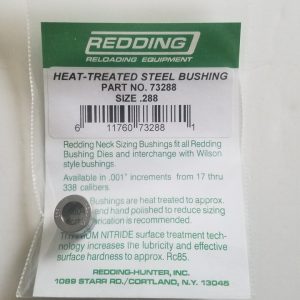 REDDING®
RELOADING EQUIPMENT
HEAT-TREATED STEEL BUSHING
PART NO. 73288
SIZE .288
6 11760 73288 1
Redding Neck Sizing Bushings fit all Redding
Bushing Dies and interchange with Wilson
style bushings.
Available in .001" increments from 17 thru
338 calibers.
Bushings are heat treated to approx.
and hand polished to reduce sizing
lubrication is recommended.
NITRIDE surface treatment tech-
nology increases the lubricity and effective
surface hardness to approx. Rc85.
REDDING-HUNTER, INC.
1089 STARR RD./CORTLAND, N.Y. 13045